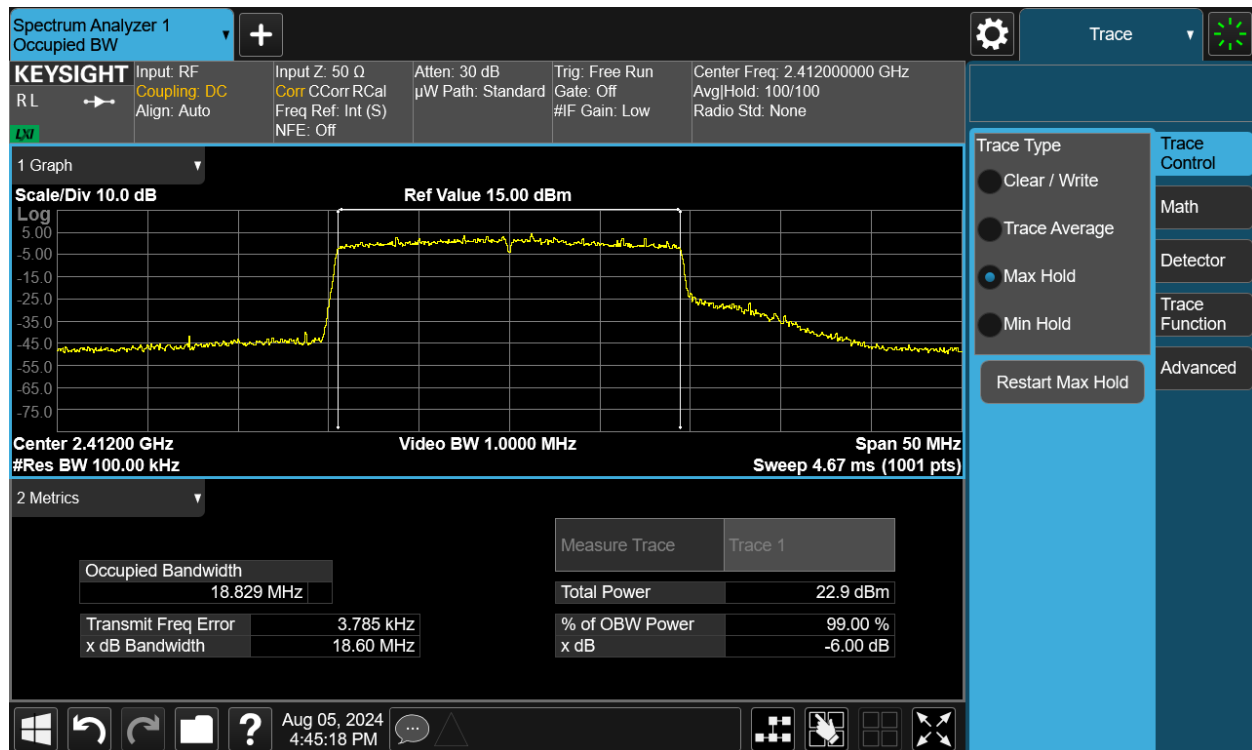 Spectrum Analyzer 1
Occupied BW
+
Trace
KEYSIGHT
R L
LXI
Input: RF
Coupling: DC
Align: Auto
Input Z: 50 Ω
Corr CCorr RCal
Freq Ref: Int (S)
NFE: Off
Atten: 30 dB
µW Path: Standard
Trig: Free Run
Gate: Off
#IF Gain: Low
Center Freq: 2.412000000 GHz
Avg|Hold: 100/100
Radio Std: None
1 Graph
Scale/Div 10.0 dB
Ref Value 15.00 dBm
Log
5.00
-5.00
-15.0
-25.0
-35.0
-45.0
-55.0
-65.0
-75.0
Center 2.41200 GHz
Video BW 1.0000 MHz
Span 50 MHz
#Res BW 100.00 kHz
Sweep 4.67 ms (1001 pts)
2 Metrics
Measure Trace Trace 1
Occupied Bandwidth
18.829 MHz
Total Power 22.9 dBm
Transmit Freq Error 3.785 kHz
% of OBW Power 99.00 %
x dB Bandwidth 18.60 MHz
x dB -6.00 dB
Trace Type
Clear / Write
Trace Average
Max Hold
Min Hold
Restart Max Hold
Trace
Control
Math
Detector
Trace
Function
Advanced
?
Aug 05, 2024
4:45:18 PM